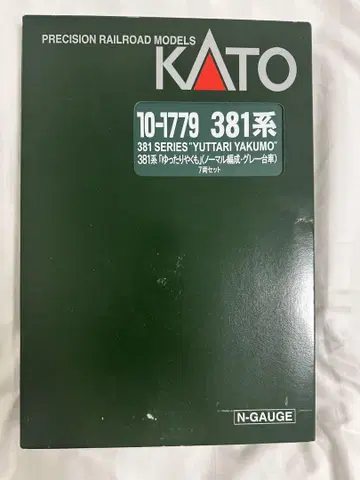 PRECISION RAILROAD MODELS
KATO
10-1779 381系
381 SERIES "YUTTARI YAKUMO"
381系「ゆったりやくも」(ノーマル編成・グレー台車)
7両セット
N-GAUGE